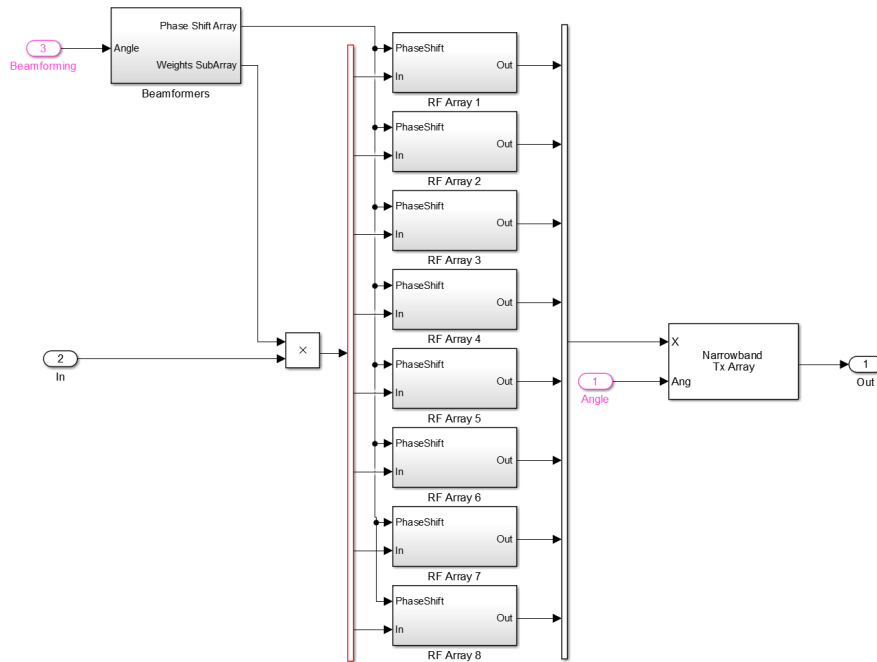 Phase Shift Array
3
Angle
Beamforming
Weights SubArray
Beamformers
PhaseShift
Out
In
RF Array 1
PhaseShift
Out
In
RF Array 2
PhaseShift
Out
In
RF Array 3
PhaseShift
Out
In
RF Array 4
PhaseShift
Out
In
RF Array 5
PhaseShift
Out
In
RF Array 6
PhaseShift
Out
In
RF Array 7
PhaseShift
Out
In
RF Array 8
2
In
×
X
Narrowband
Tx Array
Ang
1
Angle
1
Out